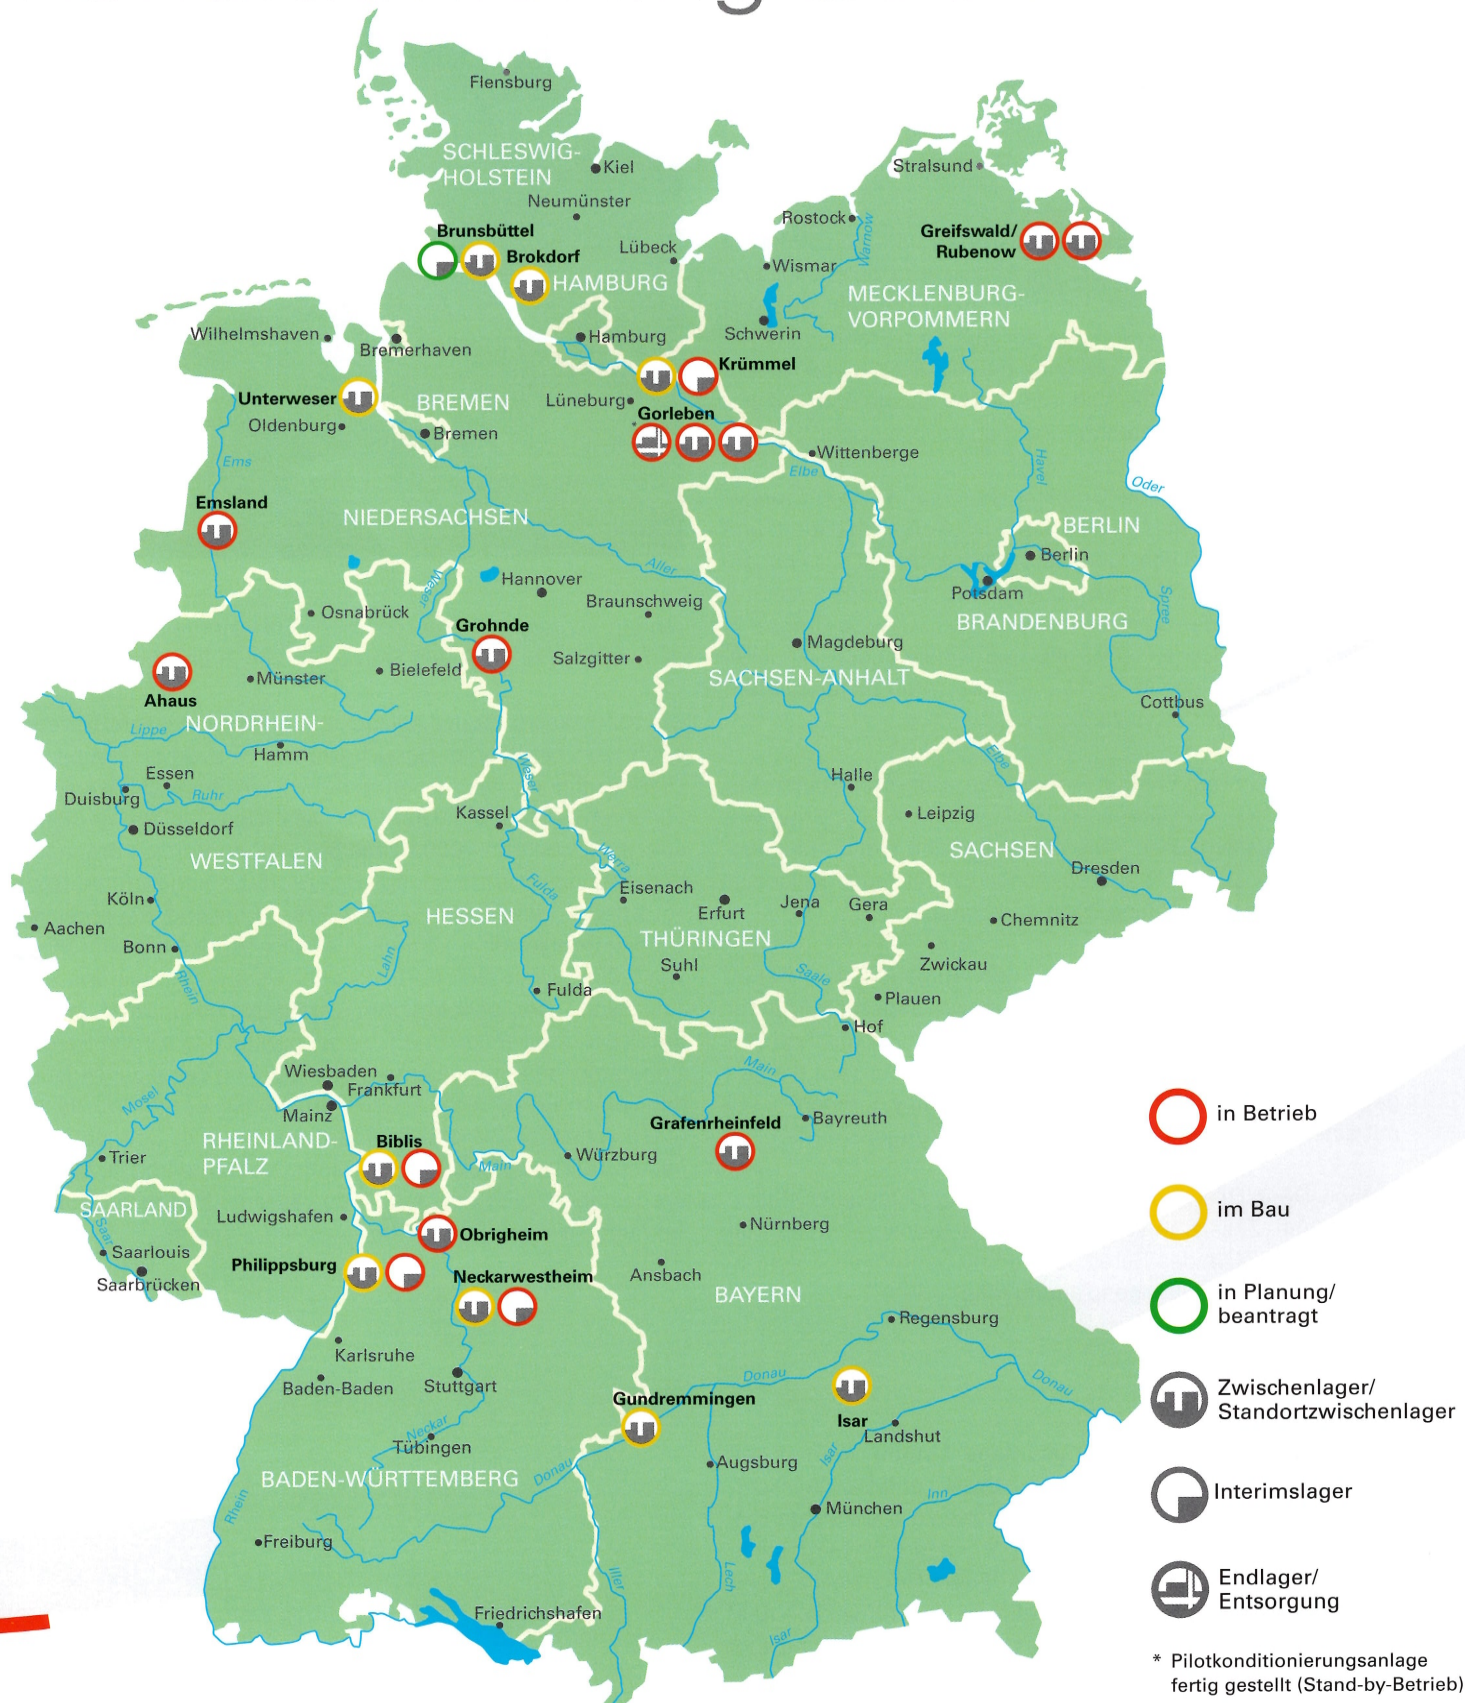 Flensburg
SCHLESWIG-
HOLSTEIN
Kiel
Neumünster
Stralsund
Rostock
Warnow
Greifswald/
Rubenow
Brunsbüttel
Brokdorf
Lübeck
Wismar
HAMBURG
MECKLENBURG-
VORPOMMERN
Wilhelmshaven
Bremerhaven
Hamburg
Schwerin
Krümmel
Unterweser
BREMEN
Lüneburg
Gorleben
Oldenburg
Bremen
Wittenberge
Ems
Elbe
Havel
Oder
Emsland
NIEDERSACHSEN
BERLIN
Berlin
Aller
Hannover
Weser
Braunschweig
Potsdam
Spree
Osnabrück
BRANDENBURG
Grohnde
Magdeburg
Salzgitter
Bielefeld
Münster
SACHSEN-ANHALT
Ahaus
Cottbus
NORDRHEIN-
Lippe
Hamm
Elbe
Weser
Essen
Halle
Duisburg
Ruhr
Kassel
Leipzig
Düsseldorf
SACHSEN
WESTFALEN
Werra
Dresden
Fulda
Eisenach
Köln
Erfurt
Jena
Gera
HESSEN
Chemnitz
Aachen
THÜRINGEN
Bonn
Lahn
Suhl
Zwickau
Saale
Rhein
Fulda
Plauen
Hof
Wiesbaden
Frankfurt
Main
Mosel
Mainz
Bayreuth
Grafenrheinfeld
RHEINLAND-
PFALZ
Biblis
Würzburg
Trier
Main
SAARLAND
Ludwigshafen
Nürnberg
Saar
Obrigheim
Saarlouis
Philippsburg
Neckarwestheim
Ansbach
Saarbrücken
BAYERN
Regensburg
Karlsruhe
Donau
Donau
Baden-Baden
Stuttgart
Gundremmingen
Isar
Neckar
Landshut
Tübingen
Isar
Augsburg
Donau
BADEN-WÜRTTEMBERG
Rhein
Inn
München
Freiburg
Iller
Lech
Friedrichshafen
Isar
in Betrieb
im Bau
in Planung/
beantragt
Zwischenlager/
Standortzwischenlager
Interimslager
Endlager/
Entsorgung
* Pilotkonditionierungsanlage
fertig gestellt (Stand-by-Betrieb)